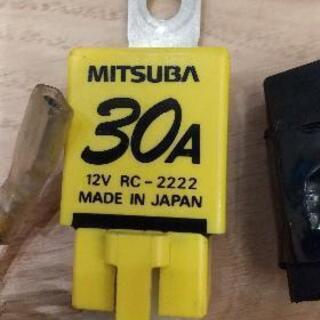 MITSUBA
30A
12V RC-2222
MADE IN JAPAN